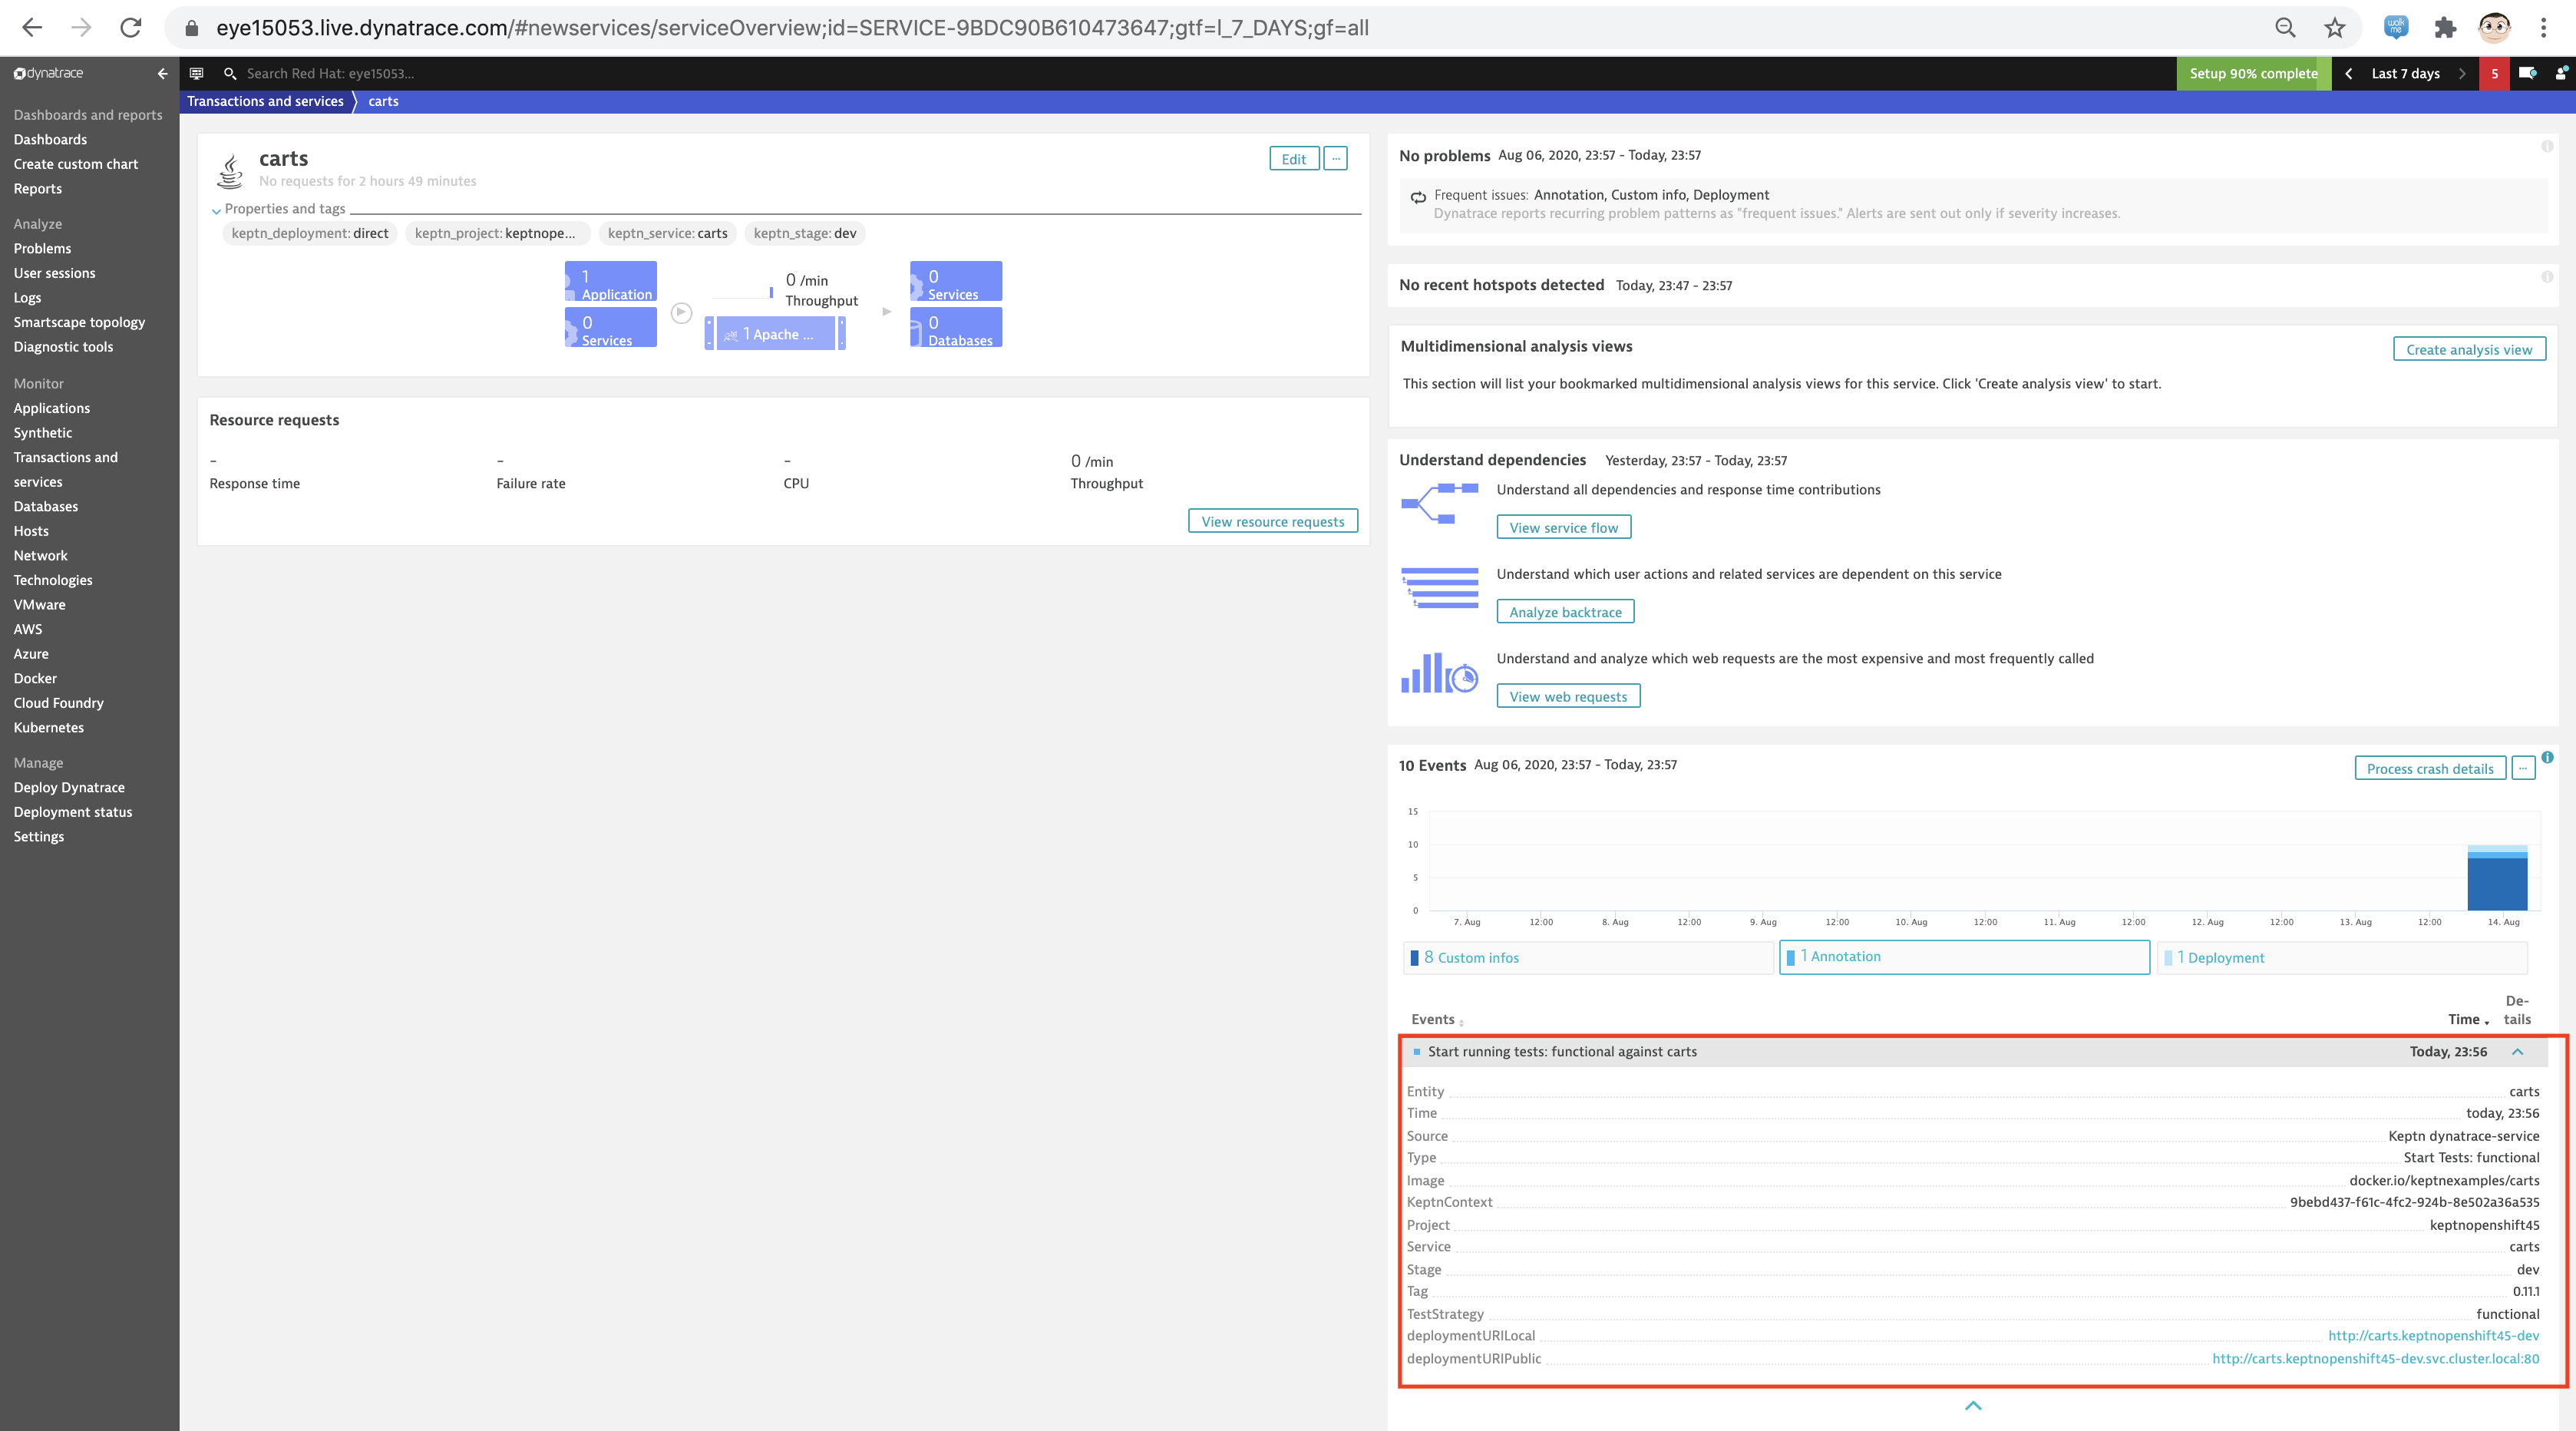 eye15053.live.dynatrace.com/#newservices/serviceOverview;id=SERVICE-9BDC90B610473647;gtf=l_7_DAYS;gf=all
walk me
dynatrace
Search Red Hat: eye15053...
Setup 90% complete
Last 7 days
5
Transactions and services
carts
Dashboards and reports
Dashboards
Create custom chart
Reports
Analyze
Problems
User sessions
Logs
Smartscape topology
Diagnostic tools
Monitor
Applications
Synthetic
Transactions and
services
Databases
Hosts
Network
Technologies
VMware
AWS
Azure
Docker
Cloud Foundry
Kubernetes
Manage
Deploy Dynatrace
Deployment status
Settings
carts
No requests for 2 hours 49 minutes
Edit
...
Properties and tags
keptn_deployment: direct
keptn_project: keptnope...
keptn_service: carts
keptn_stage: dev
1
Application
0
Services
0 /min
Throughput
1 Apache ...
0
Services
0
Databases
Resource requests
-
Response time
-
Failure rate
-
CPU
0 /min
Throughput
View resource requests
No problems Aug 06, 2020, 23:57 - Today, 23:57
Frequent issues: Annotation, Custom info, Deployment
Dynatrace reports recurring problem patterns as "frequent issues." Alerts are sent out only if severity increases.
No recent hotspots detected Today, 23:47 - 23:57
Multidimensional analysis views
Create analysis view
This section will list your bookmarked multidimensional analysis views for this service. Click 'Create analysis view' to start.
Understand dependencies Yesterday, 23:57 - Today, 23:57
Understand all dependencies and response time contributions
View service flow
Understand which user actions and related services are dependent on this service
Analyze backtrace
Understand and analyze which web requests are the most expensive and most frequently called
View web requests
10 Events Aug 06, 2020, 23:57 - Today, 23:57
Process crash details
...
15
10
5
0
7. Aug 12:00 8. Aug 12:00 9. Aug 12:00 10. Aug 12:00 11. Aug 12:00 12. Aug 12:00 13. Aug 12:00 14. Aug
8 Custom infos
1 Annotation
1 Deployment
Events
Time
De-
tails
Start running tests: functional against carts Today, 23:56
Entity carts
Time today, 23:56
Source Keptn dynatrace-service
Type Start Tests: functional
Image docker.io/keptnexamples/carts
KeptnContext 9bebd437-f61c-4fc2-924b-8e502a36a535
Project keptnopenshift45
Service carts
Stage dev
Tag 0.11.1
TestStrategy functional
deploymentURILocal http://carts.keptnopenshift45-dev
deploymentURIPublic http://carts.keptnopenshift45-dev.svc.cluster.local:80